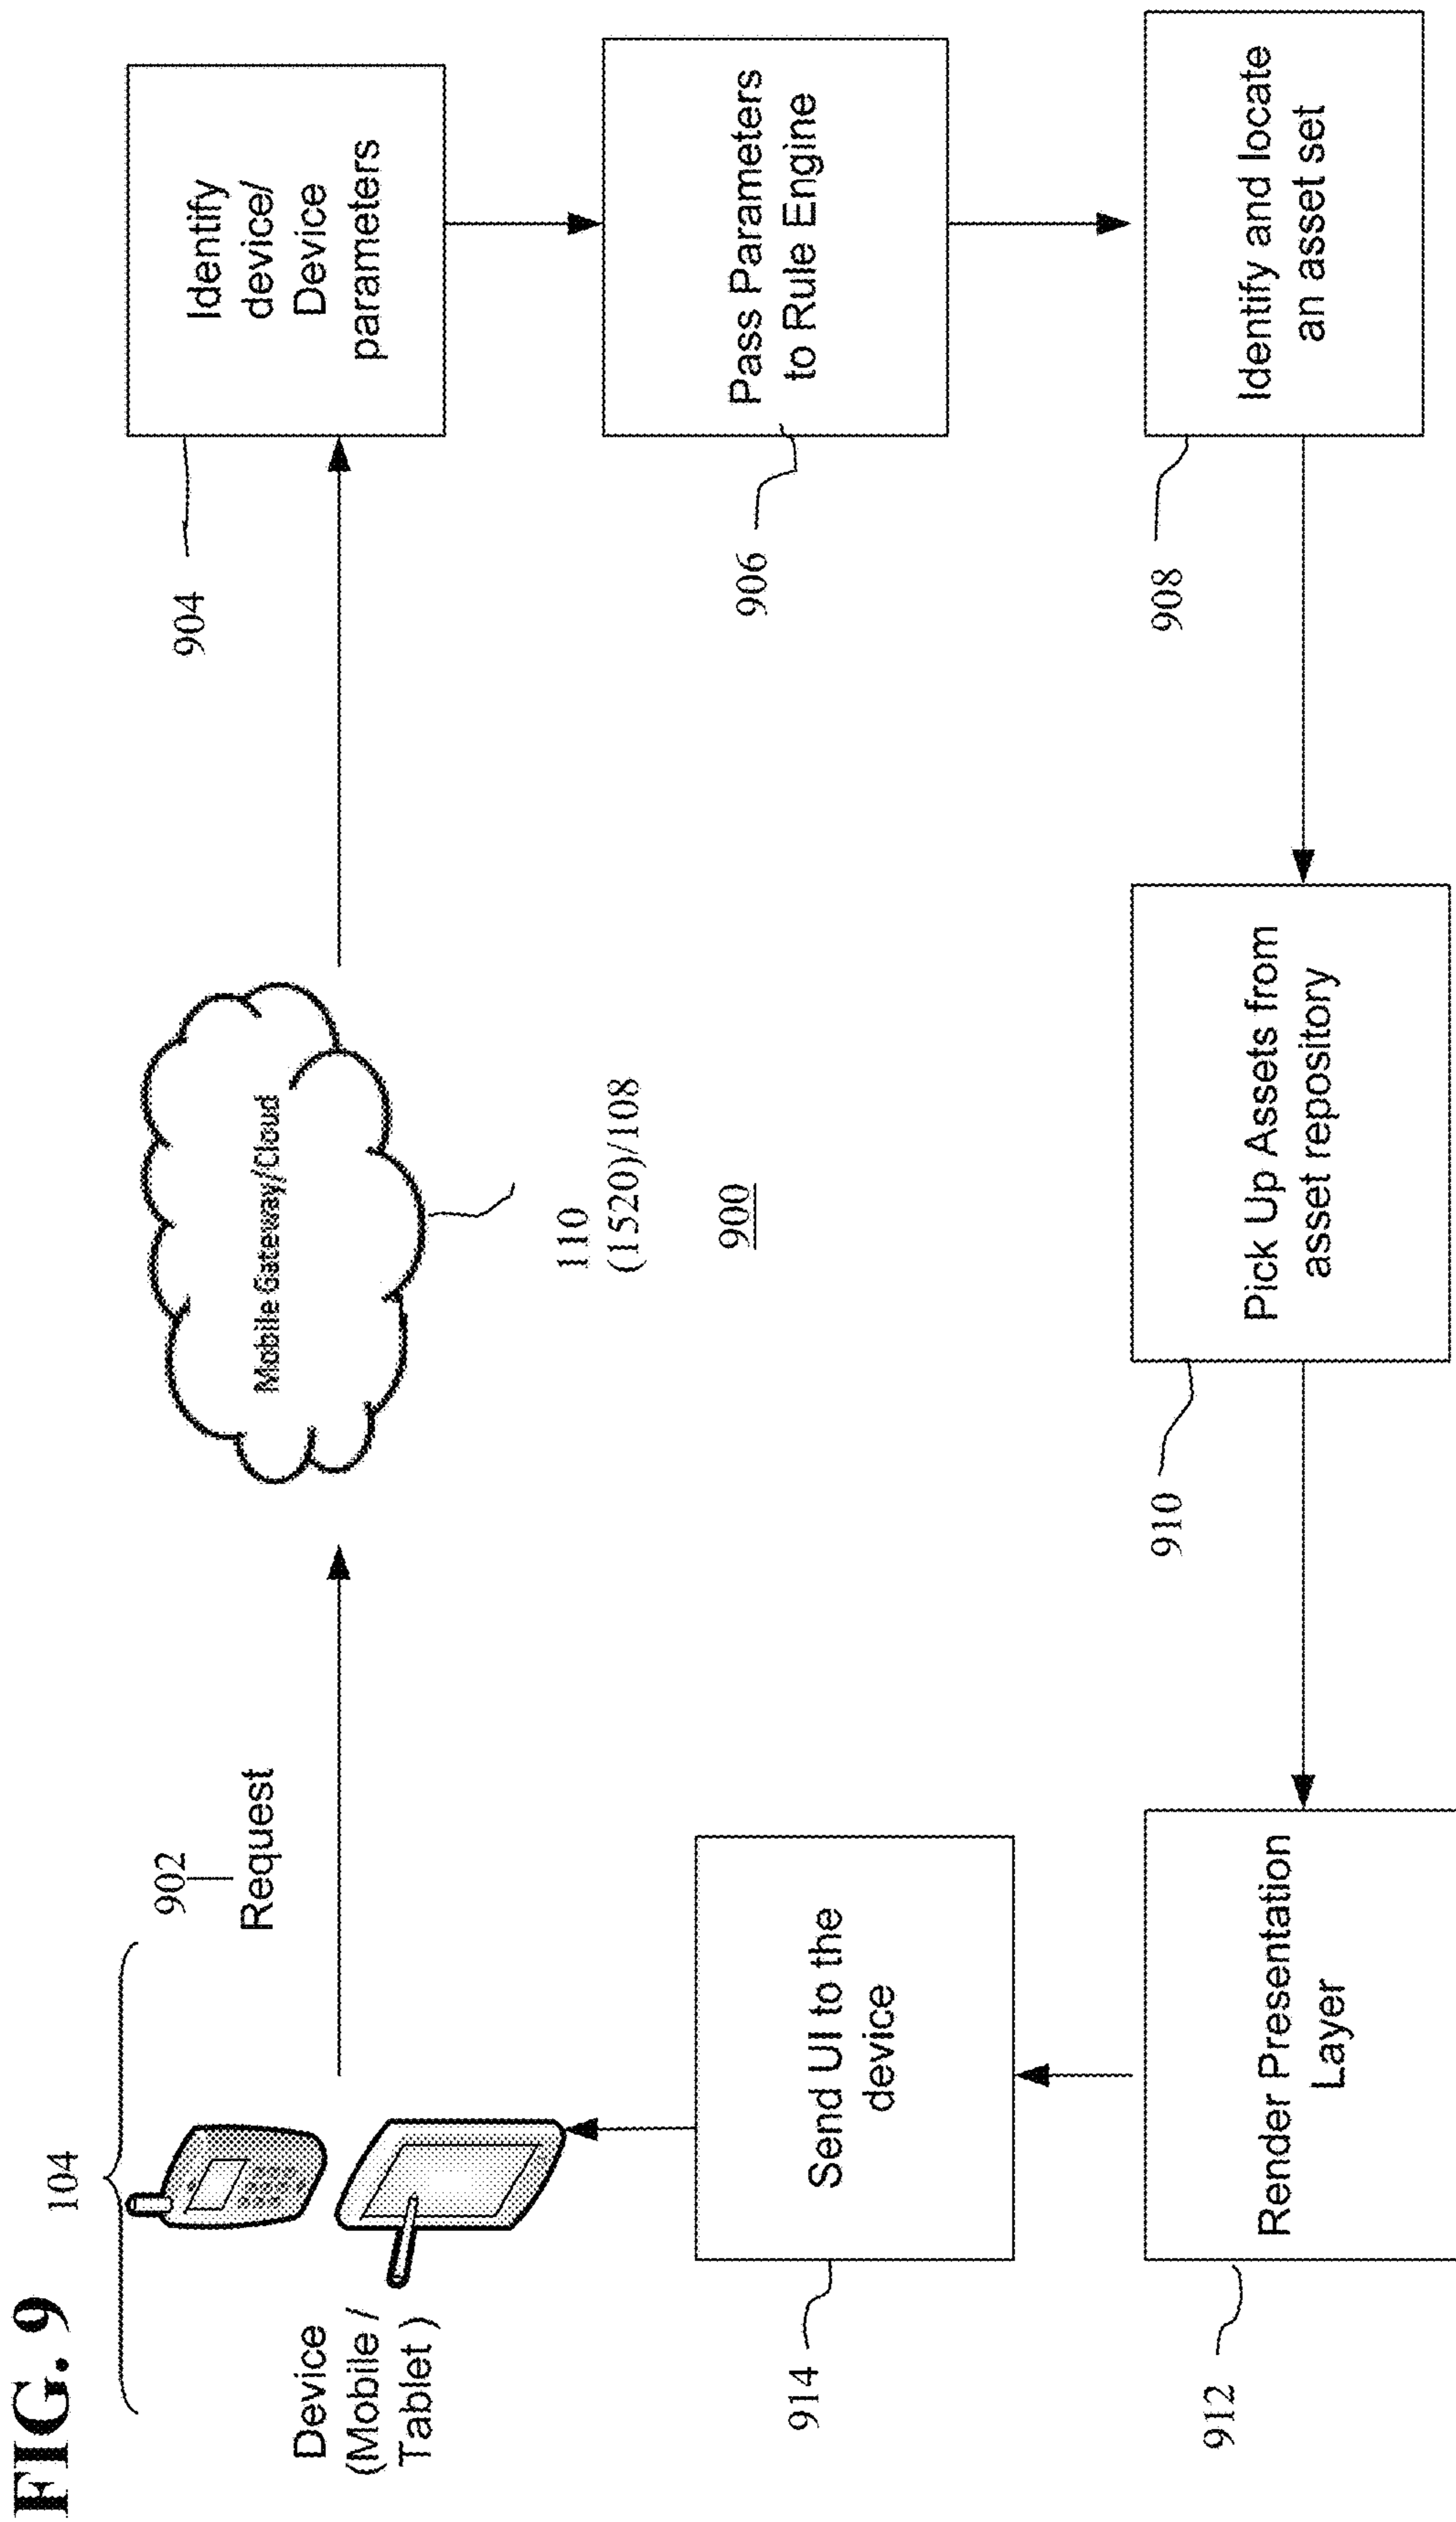 FIG. 9
104
902
Request
Device
(Mobile /
Tablet )
Mobile Gateway/Cloud
110
(1520)/108
900
904
Identify
device/
Device
parameters
906
Pass Parameters
to Rule Engine
908
Identify and locate
an asset set
910
Pick Up Assets from
asset repository
912
Render Presentation
Layer
914
Send UI to the
device